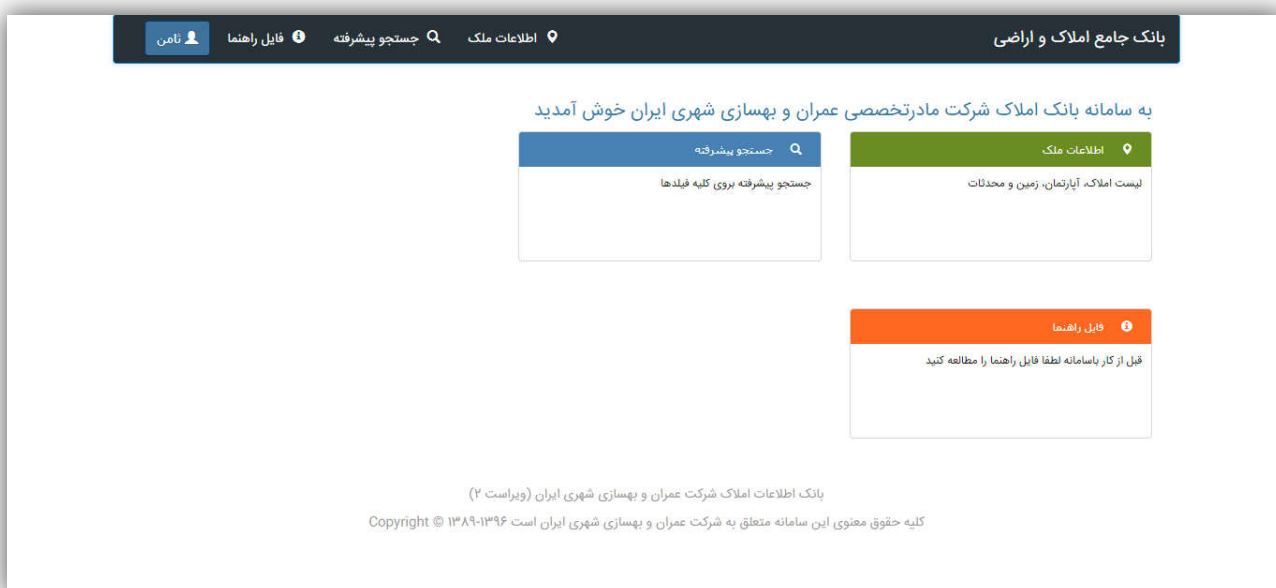 بانک جامع املاک و اراضی
اطلاعات ملک
جستجو پیشرفته
فایل راهنما
ثامن
به سامانه بانک املاک شرکت مادرتخصصی عمران و بهسازی شهری ایران خوش آمدید
اطلاعات ملک
لیست املاک، آپارتمان، زمین و محدثات
جستجو پیشرفته
جستجو پیشرفته بروی کلیه فیلدها
فایل راهنما
قبل از کار باسامانه لطفا فایل راهنما را مطالعه کنید
بانک اطلاعات املاک شرکت عمران و بهسازی شهری ایران (ویراست ۲)
کلیه حقوق معنوی این سامانه متعلق به شرکت عمران و بهسازی شهری ایران است ۱۳۹۶-۱۳۸۹ © Copyright